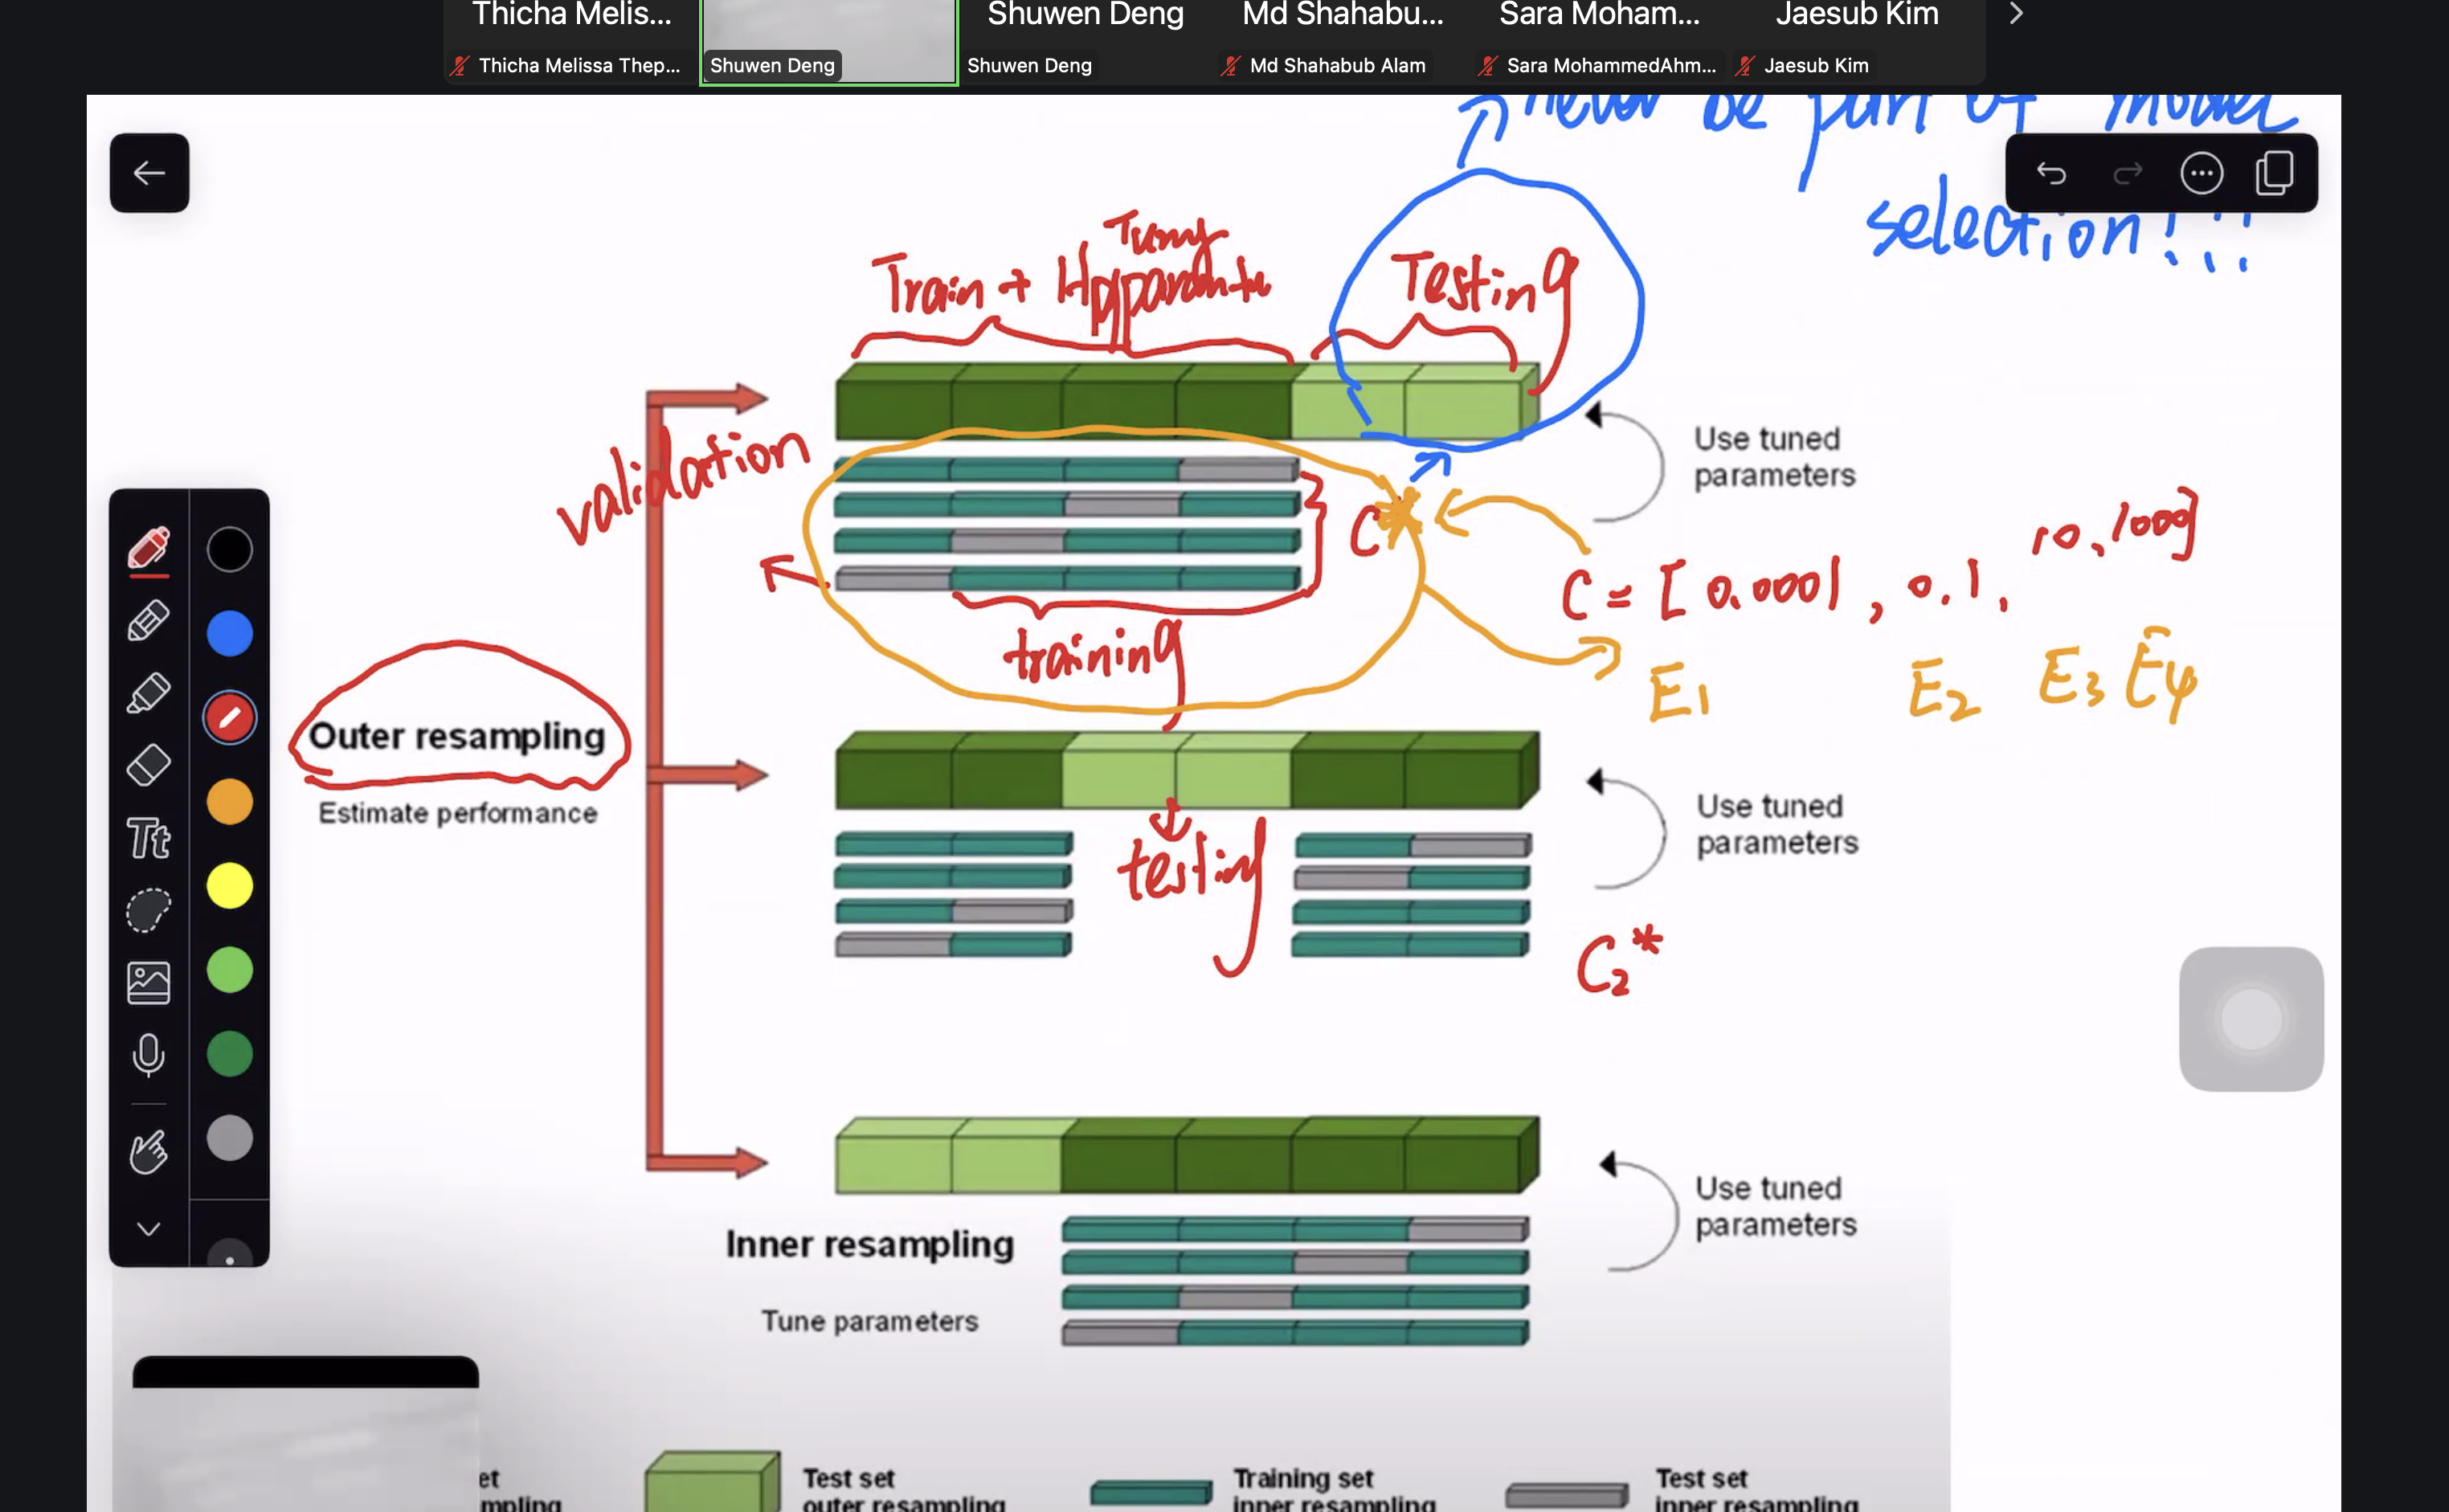 Thicha Melis...
Shuwen Deng
Md Shahabu...
Sara Moham...
Jaesub Kim
Thicha Melissa Thep...
Shuwen Deng
Shuwen Deng
Md Shahabub Alam
Sara MohammedAhm...
Jaesub Kim
never be part of model
selection!!!
Train +
Testing
Use tuned
parameters
validation
C*
C = [0.0001, 0.1, 10, 100]
E1 E2 E3 E4
training
Outer resampling
Estimate performance
Use tuned
parameters
testing
C2*
Use tuned
parameters
Inner resampling
Tune parameters
Tt
et
mpling
Test set
outer resampling
Training set
inner resampling
Test set
inner resampling